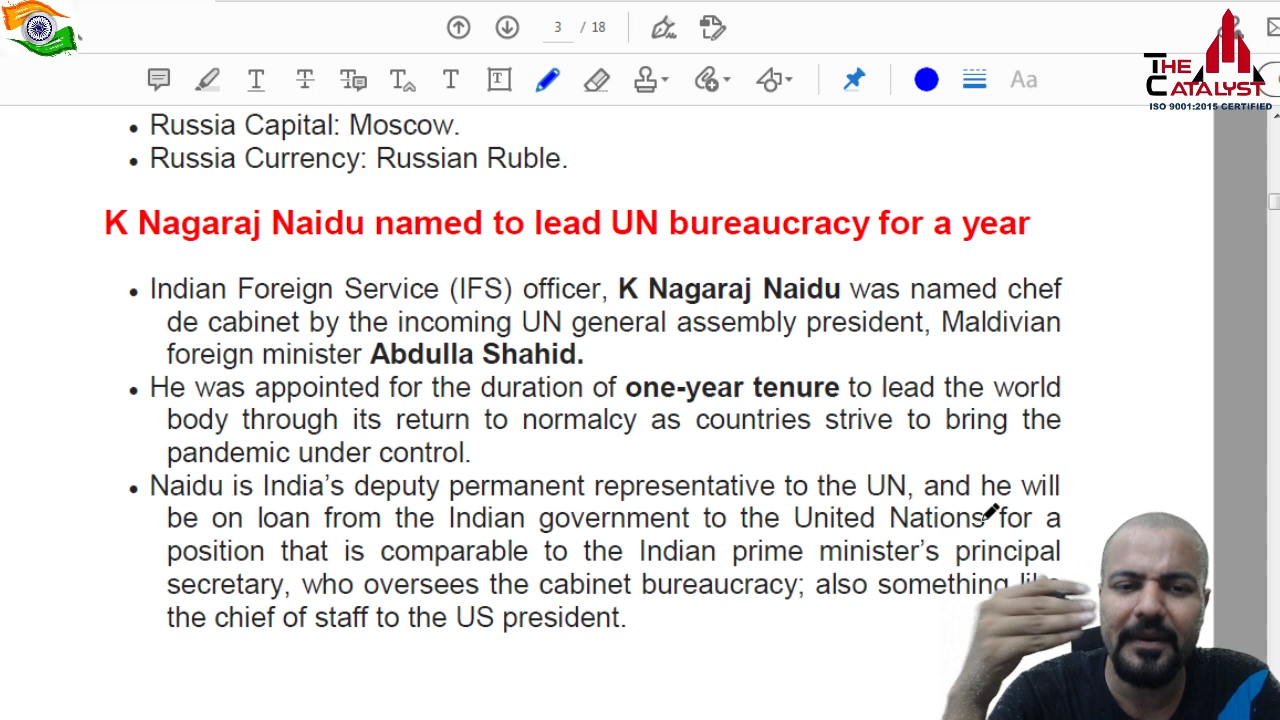 3 / 18
THE
CATALYST
ISO 9001:2015 CERTIFIED
T T T T T Aa
• Russia Capital: Moscow.
• Russia Currency: Russian Ruble.
K Nagaraj Naidu named to lead UN bureaucracy for a year
• Indian Foreign Service (IFS) officer, K Nagaraj Naidu was named chef
de cabinet by the incoming UN general assembly president, Maldivian
foreign minister Abdulla Shahid.
• He was appointed for the duration of one-year tenure to lead the world
body through its return to normalcy as countries strive to bring the
pandemic under control.
• Naidu is India's deputy permanent representative to the UN, and he will
be on loan from the Indian government to the United Nations for a
position that is comparable to the Indian prime minister's principal
secretary, who oversees the cabinet bureaucracy; also something like
the chief of staff to the US president.